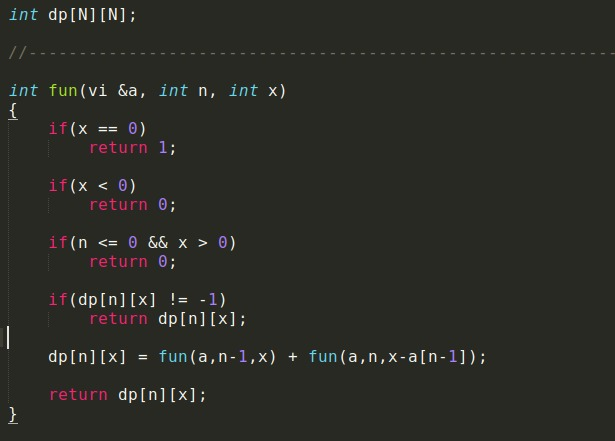 int dp[N][N];
//-----------------------------------------------------------
int fun(vi &a, int n, int x)
{
    if(x == 0)
        return 1;
    if(x < 0)
        return 0;
    if(n <= 0 && x > 0)
        return 0;
    if(dp[n][x] != -1)
        return dp[n][x];
    dp[n][x] = fun(a,n-1,x) + fun(a,n,x-a[n-1]);
    return dp[n][x];
}